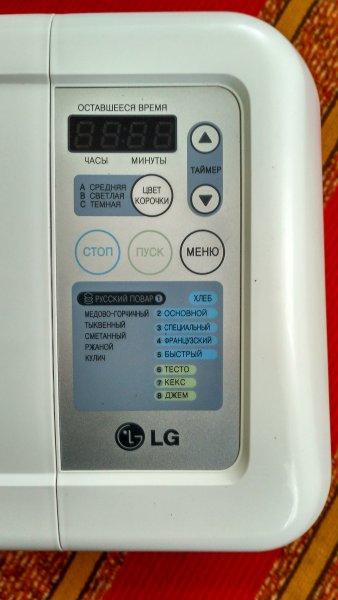 ОСТАВШЕЕСЯ ВРЕМЯ
ЧАСЫ МИНУТЫ
ТАЙМЕР
A СРЕДНЯЯ
B СВЕТЛАЯ
C ТЕМНАЯ
ЦВЕТ
КОРОЧКИ
СТОП ПУСК МЕНЮ
РУССКИЙ ПОВАР 1 ХЛЕБ
МЕДОВО-ГОРЧИЧНЫЙ 2 ОСНОВНОЙ
ТЫКВЕННЫЙ 3 СПЕЦИАЛЬНЫЙ
СМЕТАННЫЙ 4 ФРАНЦУЗСКИЙ
РЖАНОЙ 5 БЫСТРЫЙ
КУЛИЧ
6 ТЕСТО
7 КЕКС
8 ДЖЕМ
LG